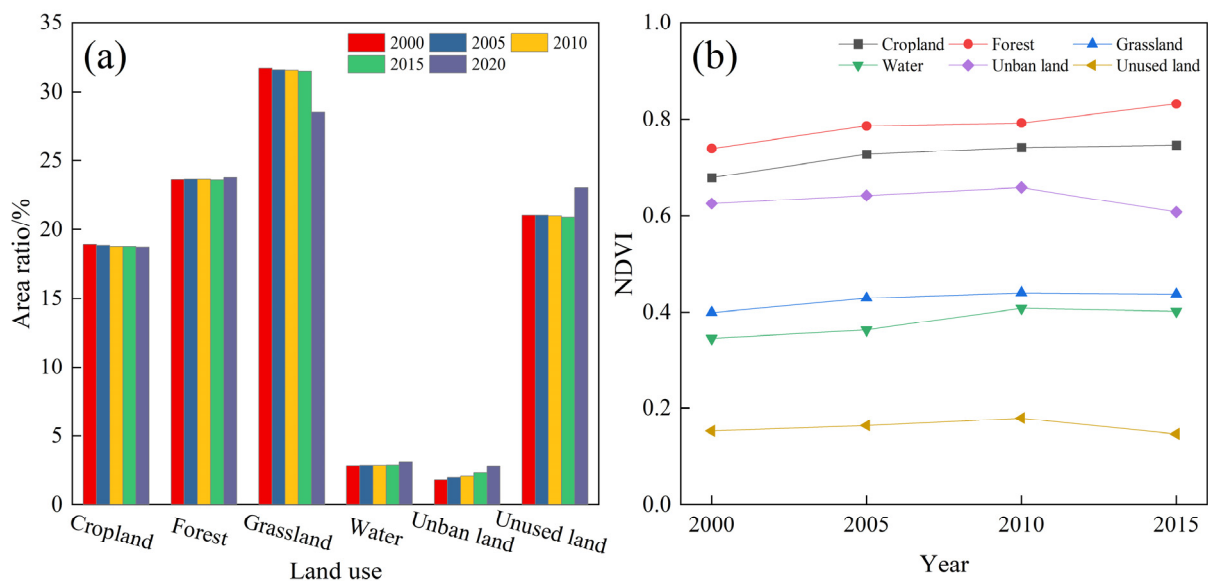 (a)
2000 2005 2010
2015 2020
35
30
25
20
15
10
5
0
Area ratio/%
Cropland
Forest
Grassland
Water
Unban land
Unused land
Land use
(b)
Cropland Forest Grassland
Water Unban land Unused land
1.0
0.8
0.6
0.4
0.2
0.0
NDVI
2000 2005 2010 2015
Year